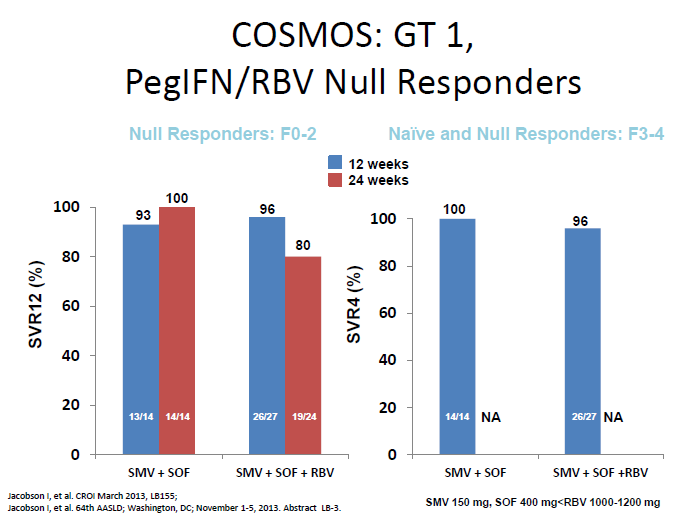 COSMOS: GT 1,
PegIFN/RBV Null Responders
Null Responders: F0-2
Naïve and Null Responders: F3-4
12 weeks
24 weeks
SVR12 (%)
100
80
60
40
20
0
93
100
96
80
13/14
14/14
26/27
19/24
SMV + SOF
SMV + SOF + RBV
SVR4 (%)
100
80
60
40
20
0
100
96
14/14
NA
26/27
NA
SMV + SOF
SMV + SOF +RBV
Jacobson I, et al. CROI March 2013, LB155;
Jacobson I, et al. 64th AASLD; Washington, DC; November 1-5, 2013. Abstract LB-3.
SMV 150 mg, SOF 400 mg<RBV 1000-1200 mg